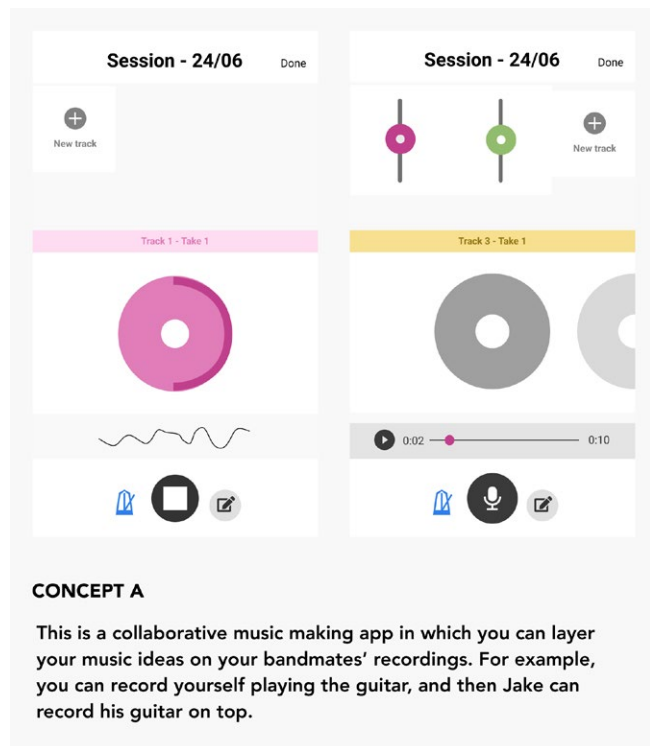 Session - 24/06
Done
New track
Track 1 - Take 1
Session - 24/06
Done
New track
Track 3 - Take 1
0:02
0:10
CONCEPT A
This is a collaborative music making app in which you can layer
your music ideas on your bandmates' recordings. For example,
you can record yourself playing the guitar, and then Jake can
record his guitar on top.